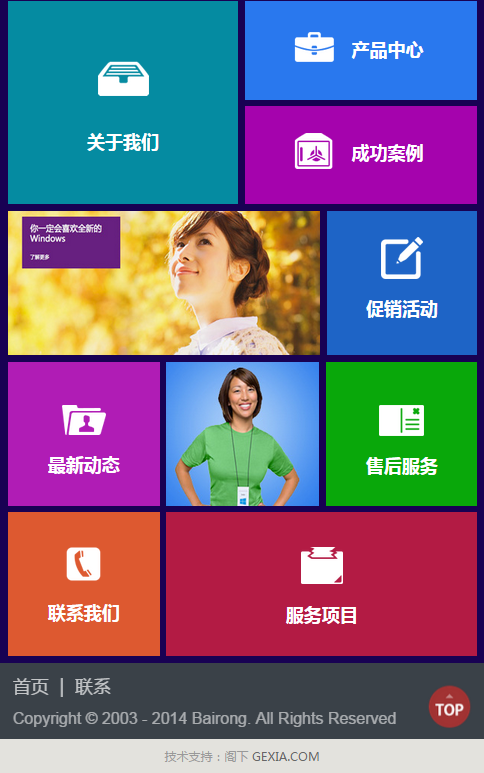 关于我们
产品中心
成功案例
你一定会喜欢全新的
Windows
了解更多
促销活动
最新动态
售后服务
联系我们
服务项目
首页 | 联系
Copyright © 2003 - 2014 Bairong. All Rights Reserved
TOP
技术支持：阁下 GEXIA.COM